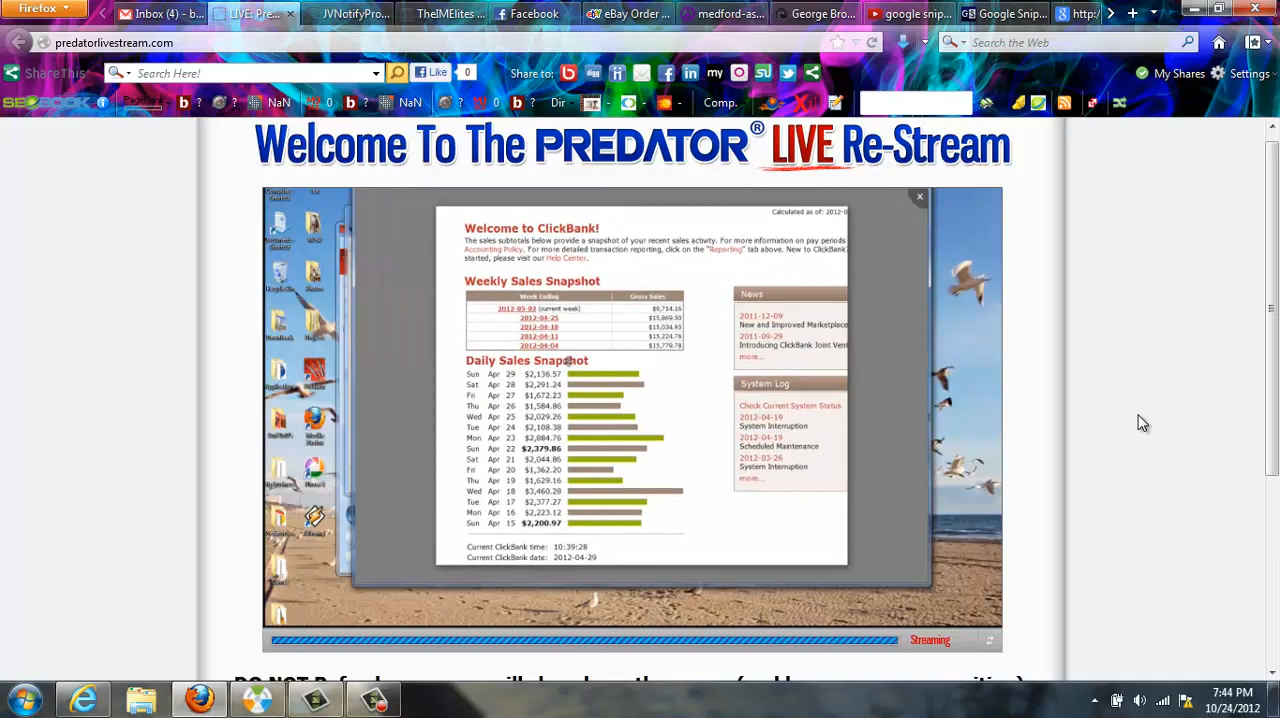 Firefox
Inbox (4) - b...
LIVE: Pre...
JVNotifyPro...
TheIMElites ...
Facebook
eBay Order ...
medford-as...
George Bro...
google snip...
Google Snip...
http:/
predatorlivestream.com
Search the Web
ShareThis
Search Here!
Like
0
Share to:
my
My Shares
Settings
SEOBOOK
PageRank
b ?
?
NaN
0
b ?
NaN
?
0
b ?
Dir
Comp.
Welcome To The PREDATOR® LIVE Re-Stream
Calculated as of: 2012-0
Welcome to ClickBank!
The sales subtotals below provide a snapshot of your recent sales activity. For more information on pay periods
Accounting Policy. For more detailed transaction reporting, click on the "Reporting" tab above. New to ClickBank?
started, please visit our Help Center.
Weekly Sales Snapshot
Week Ending Gross Sales
2012-05-02 (current week) $9,714.16
2012-04-25 $15,869.50
2012-04-18 $15,034.95
2012-04-11 $15,224.76
2012-04-04 $15,779.78
Daily Sales Snapshot
Sun Apr 29 $2,136.57
Sat Apr 28 $2,291.24
Fri Apr 27 $1,672.23
Thu Apr 26 $1,584.86
Wed Apr 25 $2,029.26
Tue Apr 24 $2,108.38
Mon Apr 23 $2,884.76
Sun Apr 22 $2,379.86
Sat Apr 21 $2,044.86
Fri Apr 20 $1,362.20
Thu Apr 19 $1,629.16
Wed Apr 18 $3,460.28
Tue Apr 17 $2,377.27
Mon Apr 16 $2,223.12
Sun Apr 15 $2,200.97
Current ClickBank time: 10:39:28
Current ClickBank date: 2012-04-29
News
2011-12-09
New and Improved Marketplace
2011-09-29
Introducing ClickBank Joint Vent
more...
System Log
Check Current System Status
2012-04-19
System Interruption
2012-04-19
Scheduled Maintenance
2012-03-26
System Interruption
more...
Streaming
7:44 PM
10/24/2012